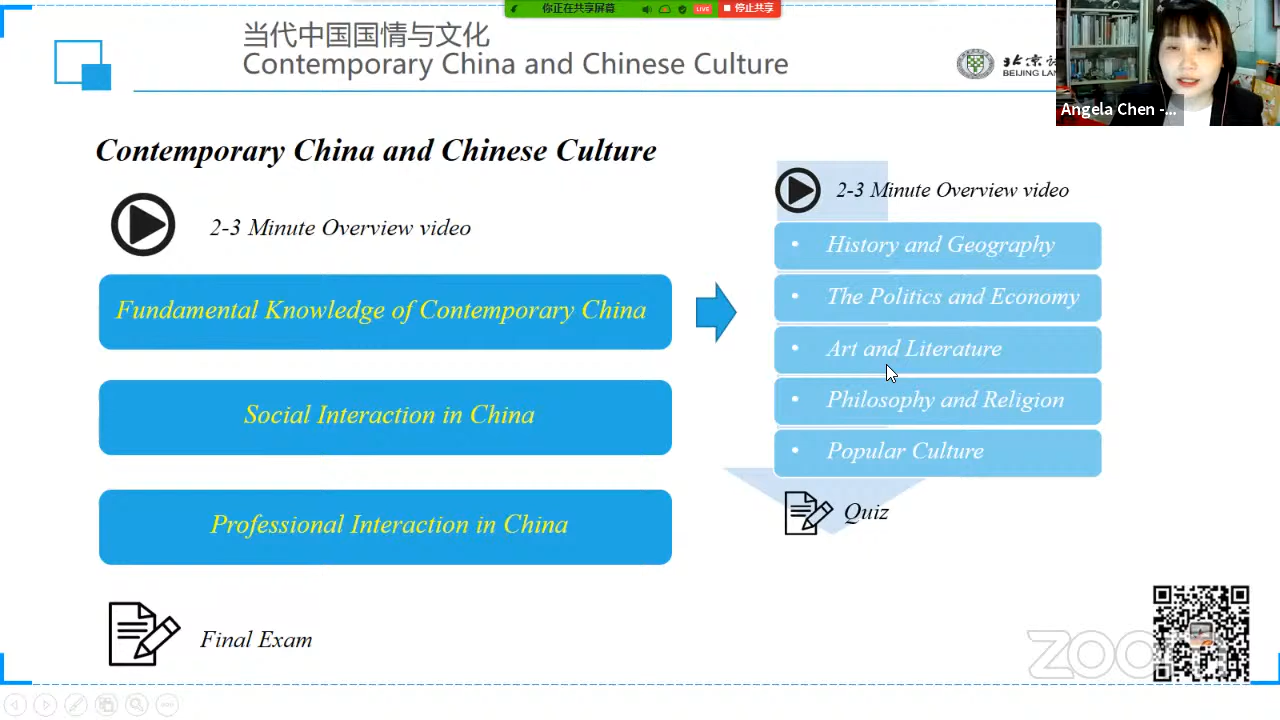 你正在共享屏幕
LIVE
停止共享
当代中国国情与文化
Contemporary China and Chinese Culture
BEIJING LAN
Angela Chen -...
Contemporary China and Chinese Culture
2-3 Minute Overview video
2-3 Minute Overview video
Fundamental Knowledge of Contemporary China
• History and Geography
• The Politics and Economy
• Art and Literature
• Philosophy and Religion
• Popular Culture
Social Interaction in China
Quiz
Professional Interaction in China
Final Exam
zoom